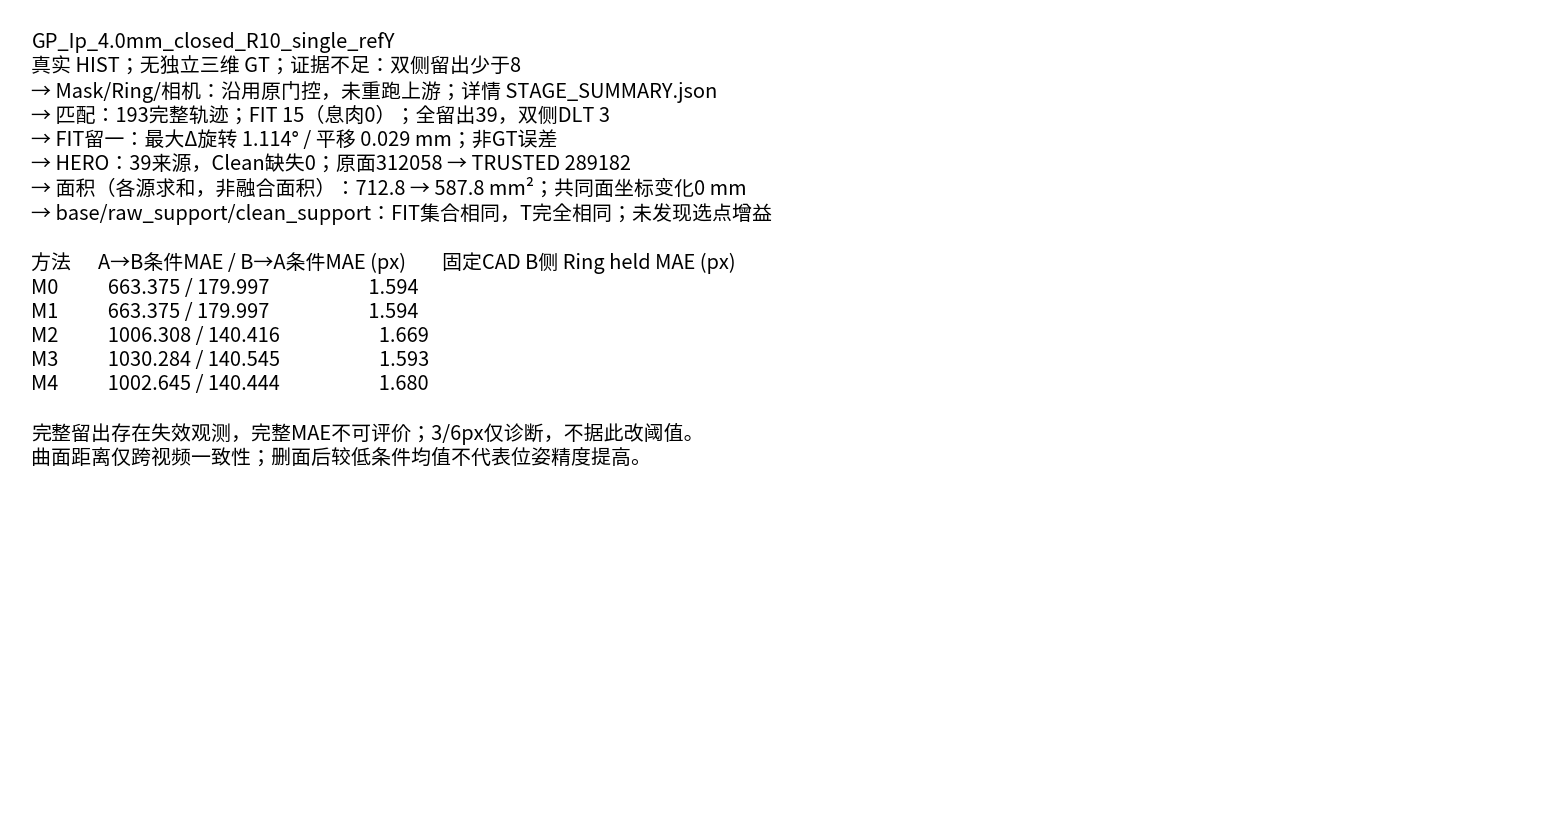 GP_Ip_4.0mm_closed_R10_single_refY
真实 HIST；无独立三维 GT；证据不足：双侧留出少于8
→ Mask/Ring/相机：沿用原门控，未重跑上游；详情 STAGE_SUMMARY.json
→ 匹配：193完整轨迹；FIT 15（息肉0）；全留出39，双侧DLT 3
→ FIT留一：最大Δ旋转 1.114° / 平移 0.029 mm；非GT误差
→ HERO：39来源，Clean缺失0；原面312058 → TRUSTED 289182
→ 面积（各源求和，非融合面积）：712.8 → 587.8 mm²；共同面坐标变化0 mm
→ base/raw_support/clean_support：FIT集合相同，T完全相同；未发现选点增益
方法 A→B条件MAE / B→A条件MAE (px) 固定CAD B侧 Ring held MAE (px)
M0 663.375 / 179.997 1.594
M1 663.375 / 179.997 1.594
M2 1006.308 / 140.416 1.669
M3 1030.284 / 140.545 1.593
M4 1002.645 / 140.444 1.680
完整留出存在失效观测，完整MAE不可评价；3/6px仅诊断，不据此改阈值。
曲面距离仅跨视频一致性；删面后较低条件均值不代表位姿精度提高。